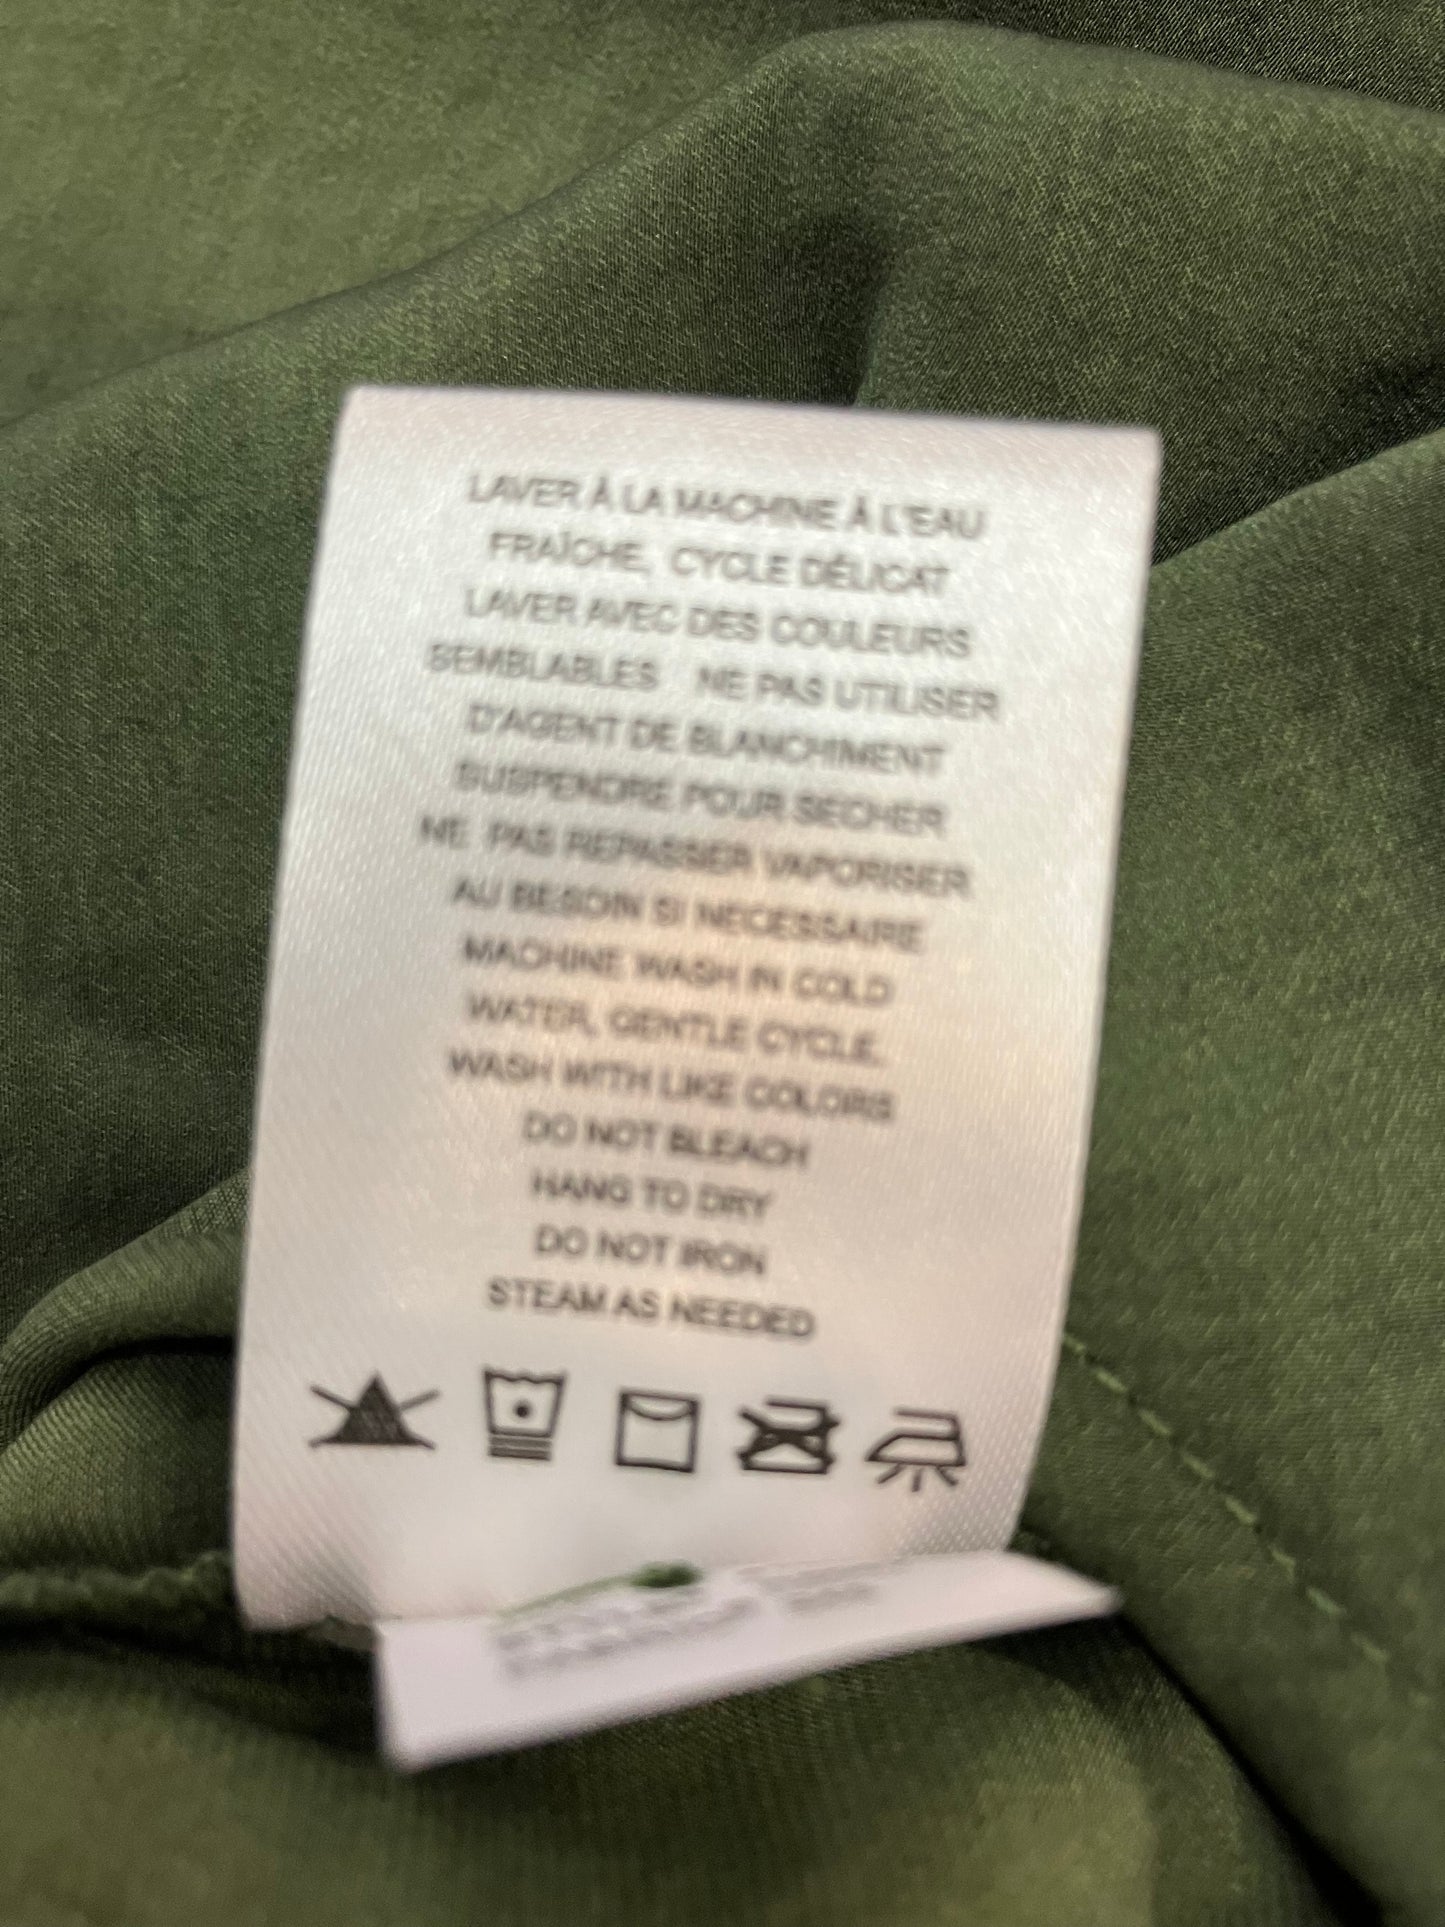 LAVER À LA MACHINE À L'EAU
FRAÎCHE, CYCLE DÉLICAT
LAVER AVEC DES COULEURS
SEMBLABLES NE PAS UTILISER
D'AGENT DE BLANCHIMENT
SUSPENDRE POUR SECHER
NE PAS REPASSER VAPORISER
AU BESOIN SI NECESSAIRE
MACHINE WASH IN COLD
WATER, GENTLE CYCLE,
WASH WITH LIKE COLORS
DO NOT BLEACH
HANG TO DRY
DO NOT IRON
STEAM AS NEEDED